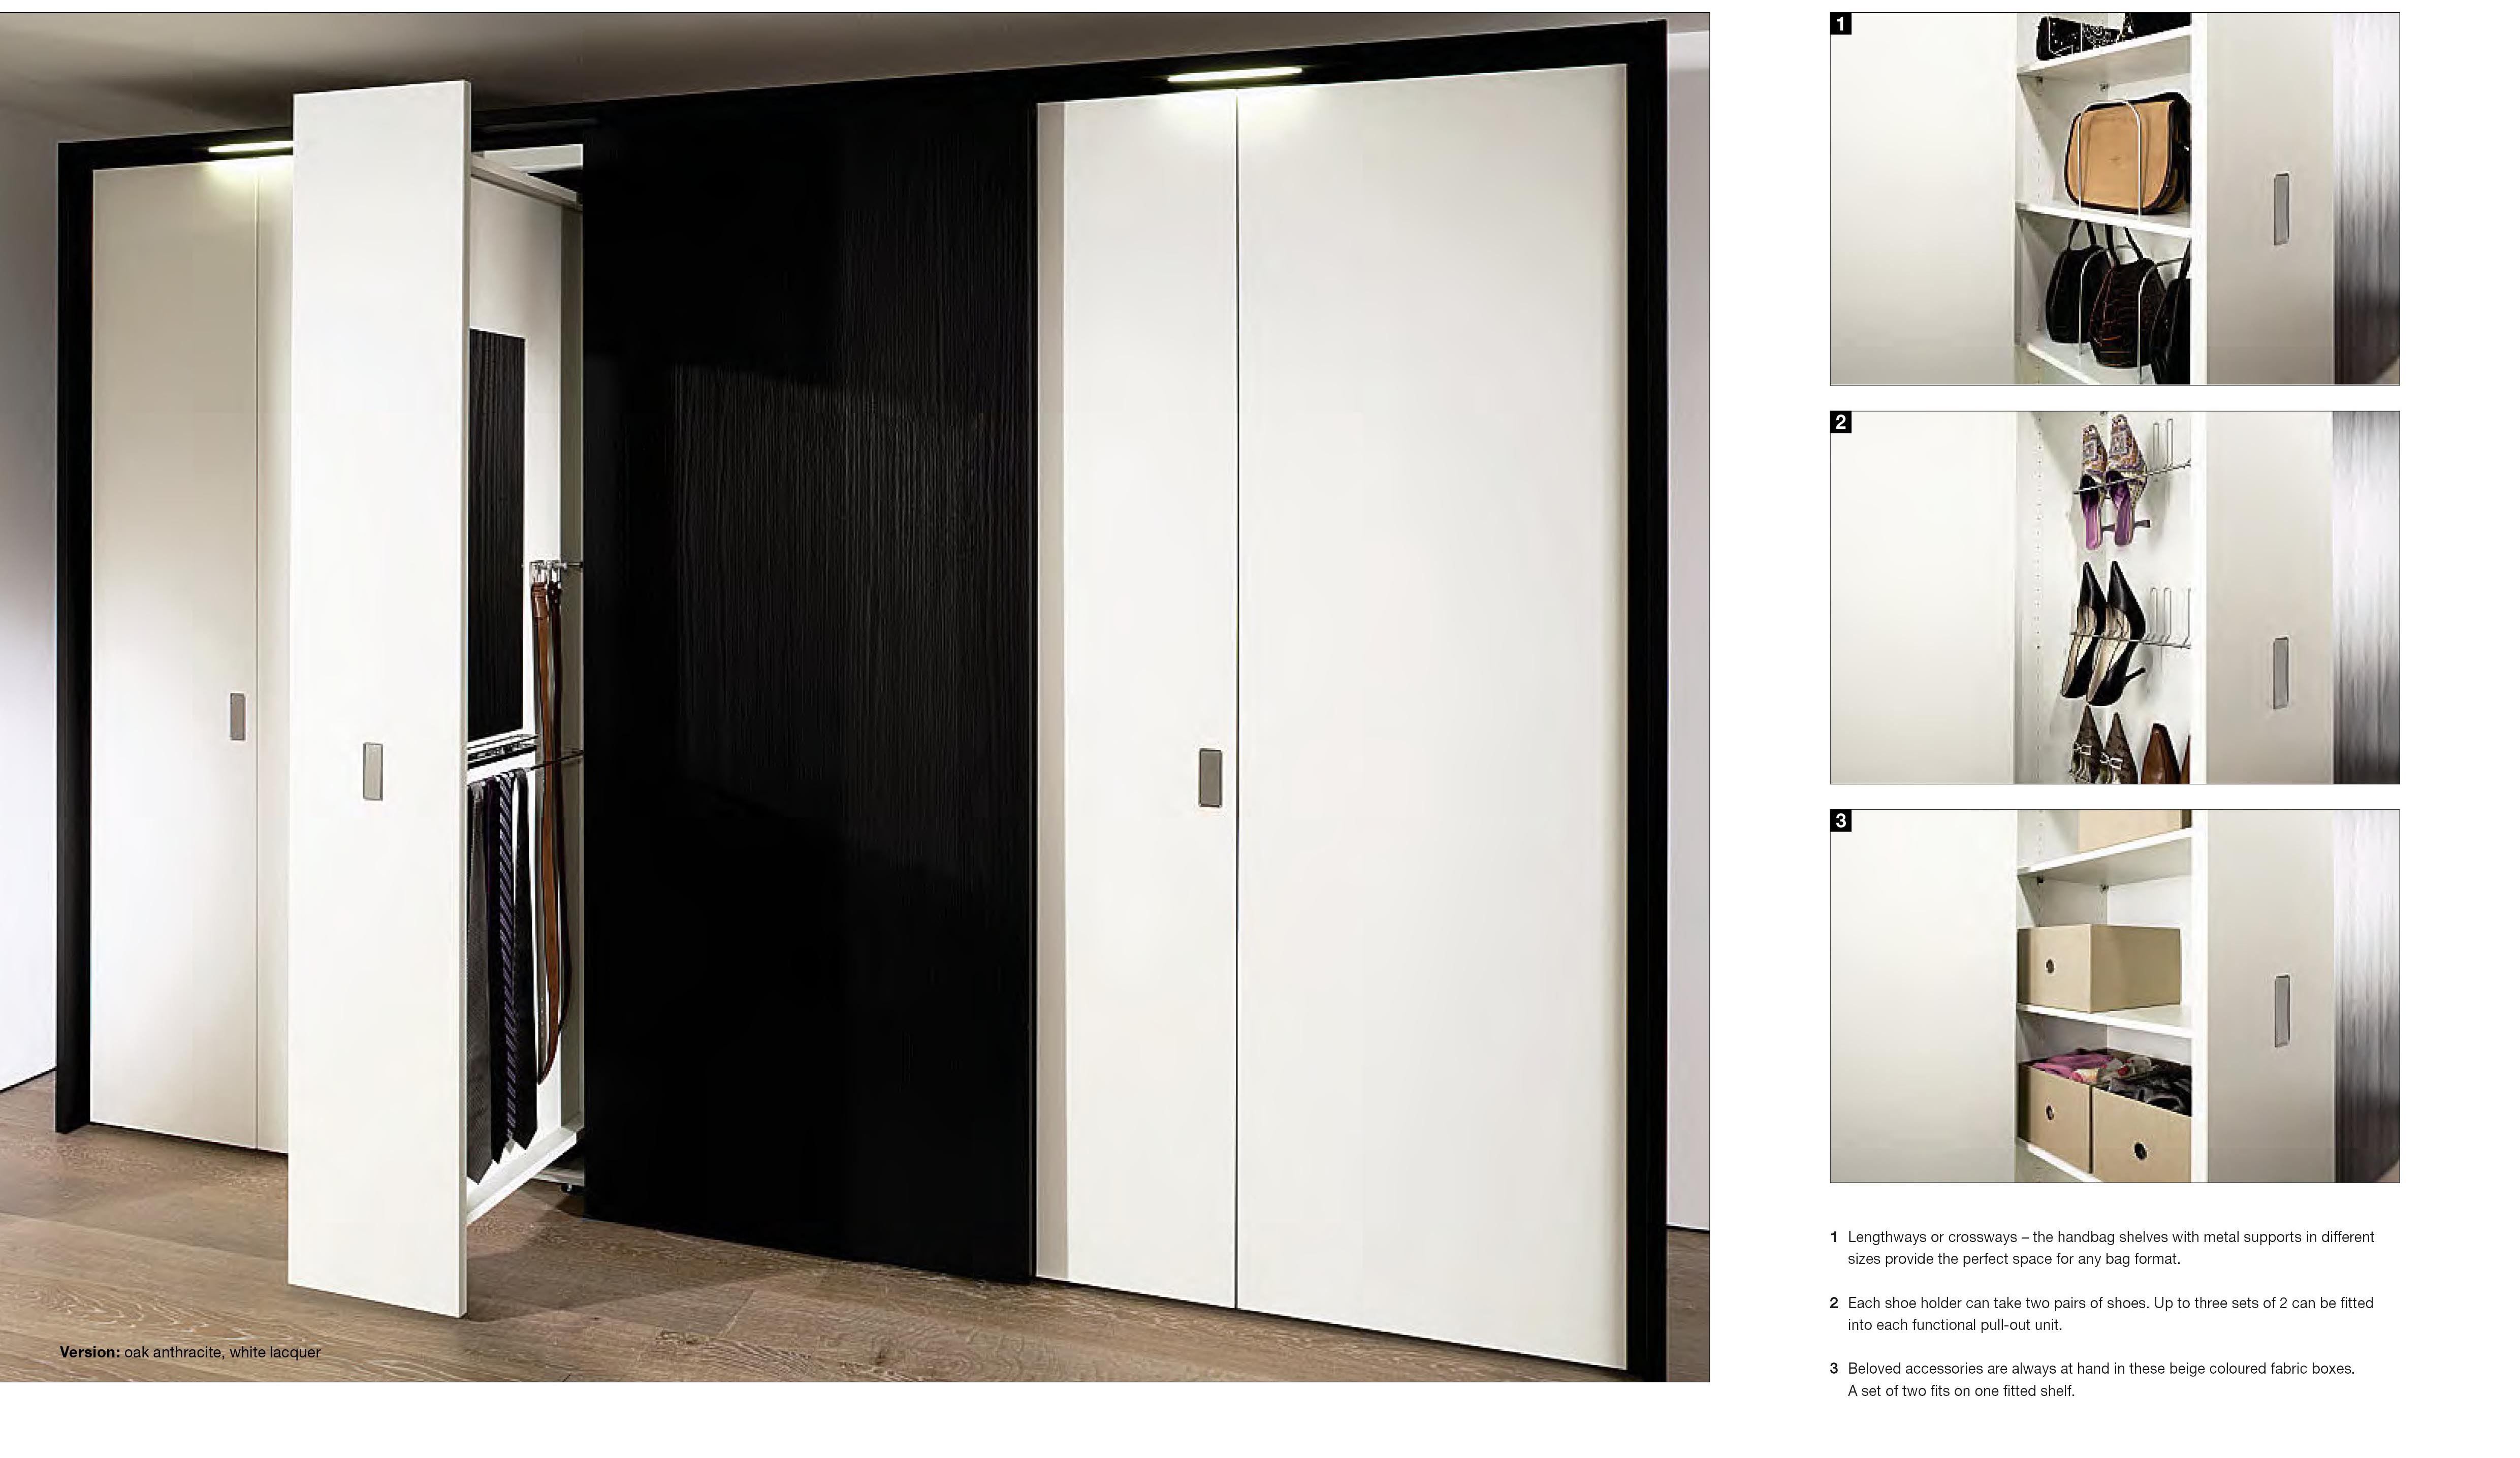 1
2
3
1 Lengthways or crossways – the handbag shelves with metal supports in different
sizes provide the perfect space for any bag format.
2 Each shoe holder can take two pairs of shoes. Up to three sets of 2 can be fitted
into each functional pull-out unit.
3 Beloved accessories are always at hand in these beige coloured fabric boxes.
A set of two fits on one fitted shelf.
Version: oak anthracite, white lacquer